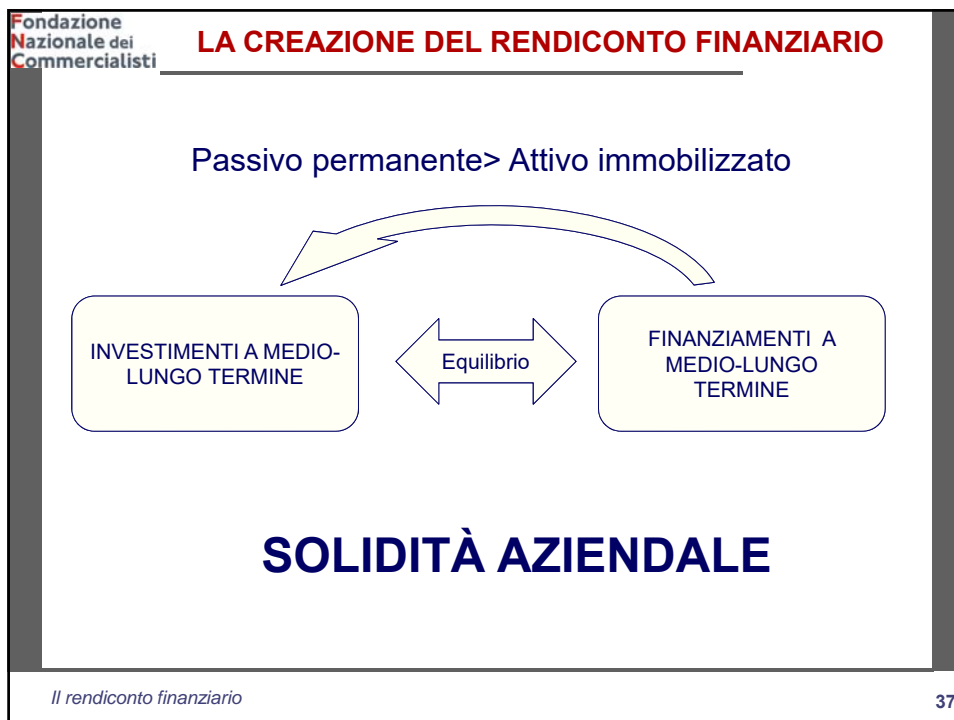 Fondazione
Nazionale dei
Commercialisti
LA CREAZIONE DEL RENDICONTO FINANZIARIO
Passivo permanente> Attivo immobilizzato
INVESTIMENTI A MEDIO-
LUNGO TERMINE
Equilibrio
FINANZIAMENTI A
MEDIO-LUNGO
TERMINE
SOLIDITÀ AZIENDALE
Il rendiconto finanziario
37